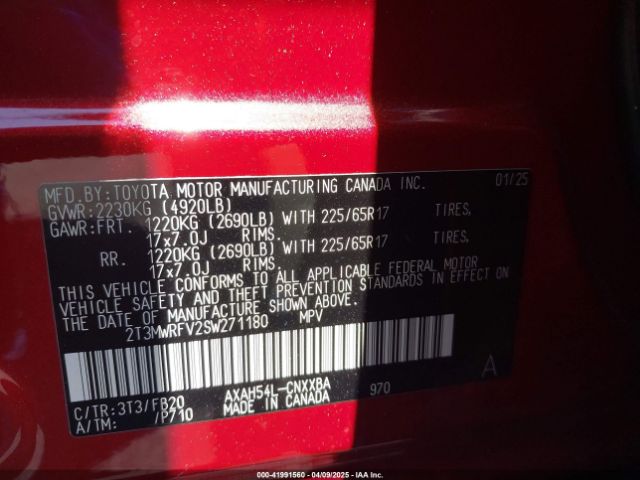 MFD.BY:TOYOTA MOTOR MANUFACTURING CANADA INC. 01/25
GVWR:2230KG (4920LB)
GAWR:FRT. 1220KG (2690LB) WITH 225/65R17 TIRES,
17x7.0J RIMS,
RR. 1220KG (2690LB) WITH 225/65R17 TIRES,
17x7.0J RIMS,
THIS VEHICLE CONFORMS TO ALL APPLICABLE FEDERAL MOTOR
VEHICLE SAFETY AND THEFT PREVENTION STANDARDS IN EFFECT ON
THE DATE OF MANUFACTURE SHOWN ABOVE.
2T3MWRFV2SW271180 MPV
C/TR:3T3/FB20 AXAH54L-CNXXBA 970 A
A/TM: /P710 MADE IN CANADA
000-41991560 - 04/09/2025 - IAA Inc.